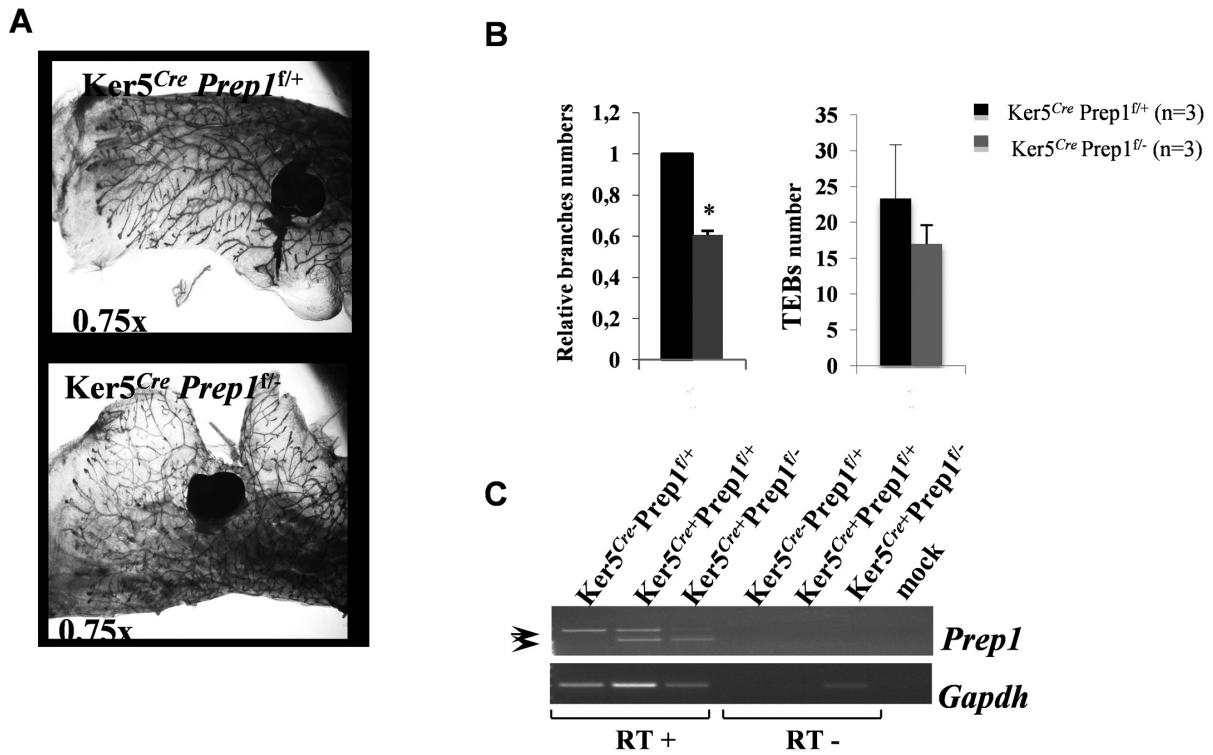 A
Ker5Cre Prep1f/+
0.75x
Ker5Cre Prep1f/-
0.75x
B
Relative branches numbers
1,2
1
0,8
0,6
0,4
0,2
0
*
TEBs number
35
30
25
20
15
10
5
0
Ker5Cre Prep1f/+ (n=3)
Ker5Cre Prep1f/- (n=3)
C
Ker5Cre-Prep1f/+
Ker5Cre+Prep1f/+
Ker5Cre+Prep1f/-
Ker5Cre-Prep1f/+
Ker5Cre+Prep1f/+
Ker5Cre+Prep1f/-
mock
Prep1
Gapdh
RT +
RT -